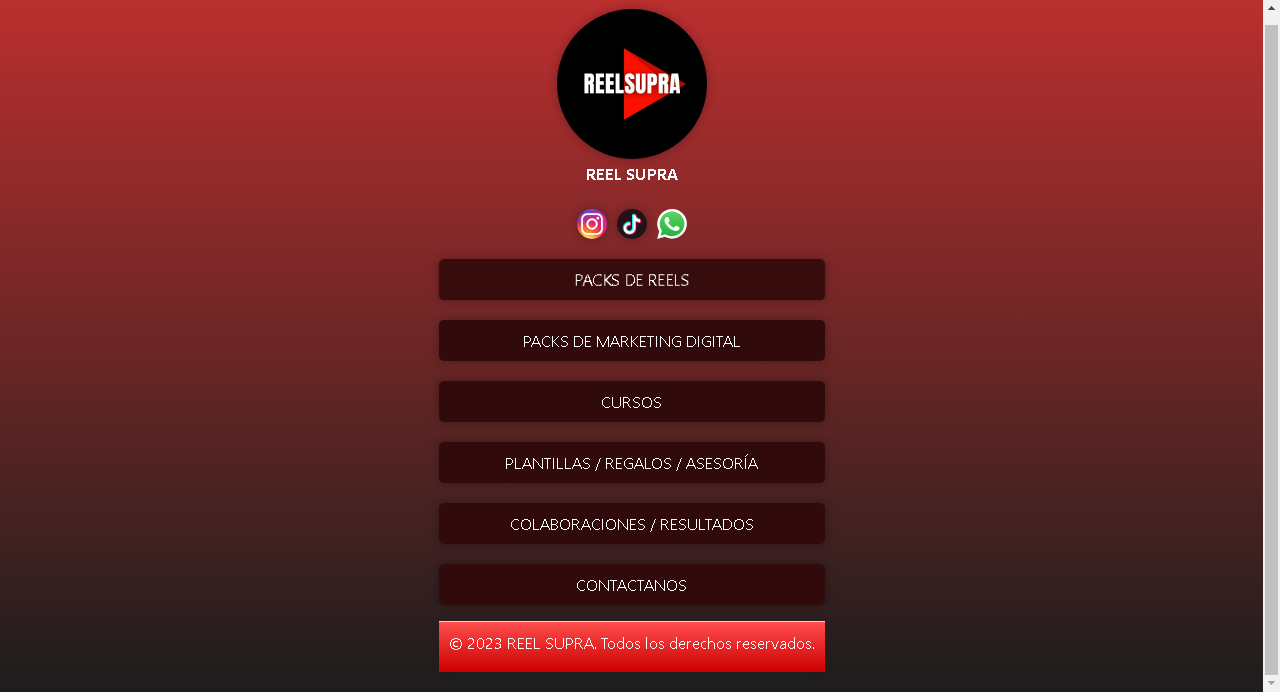 REELSUPRA
REEL SUPRA
PACKS DE REELS
PACKS DE MARKETING DIGITAL
CURSOS
PLANTILLAS / REGALOS / ASESORÍA
COLABORACIONES / RESULTADOS
CONTACTANOS
© 2023 REEL SUPRA. Todos los derechos reservados.